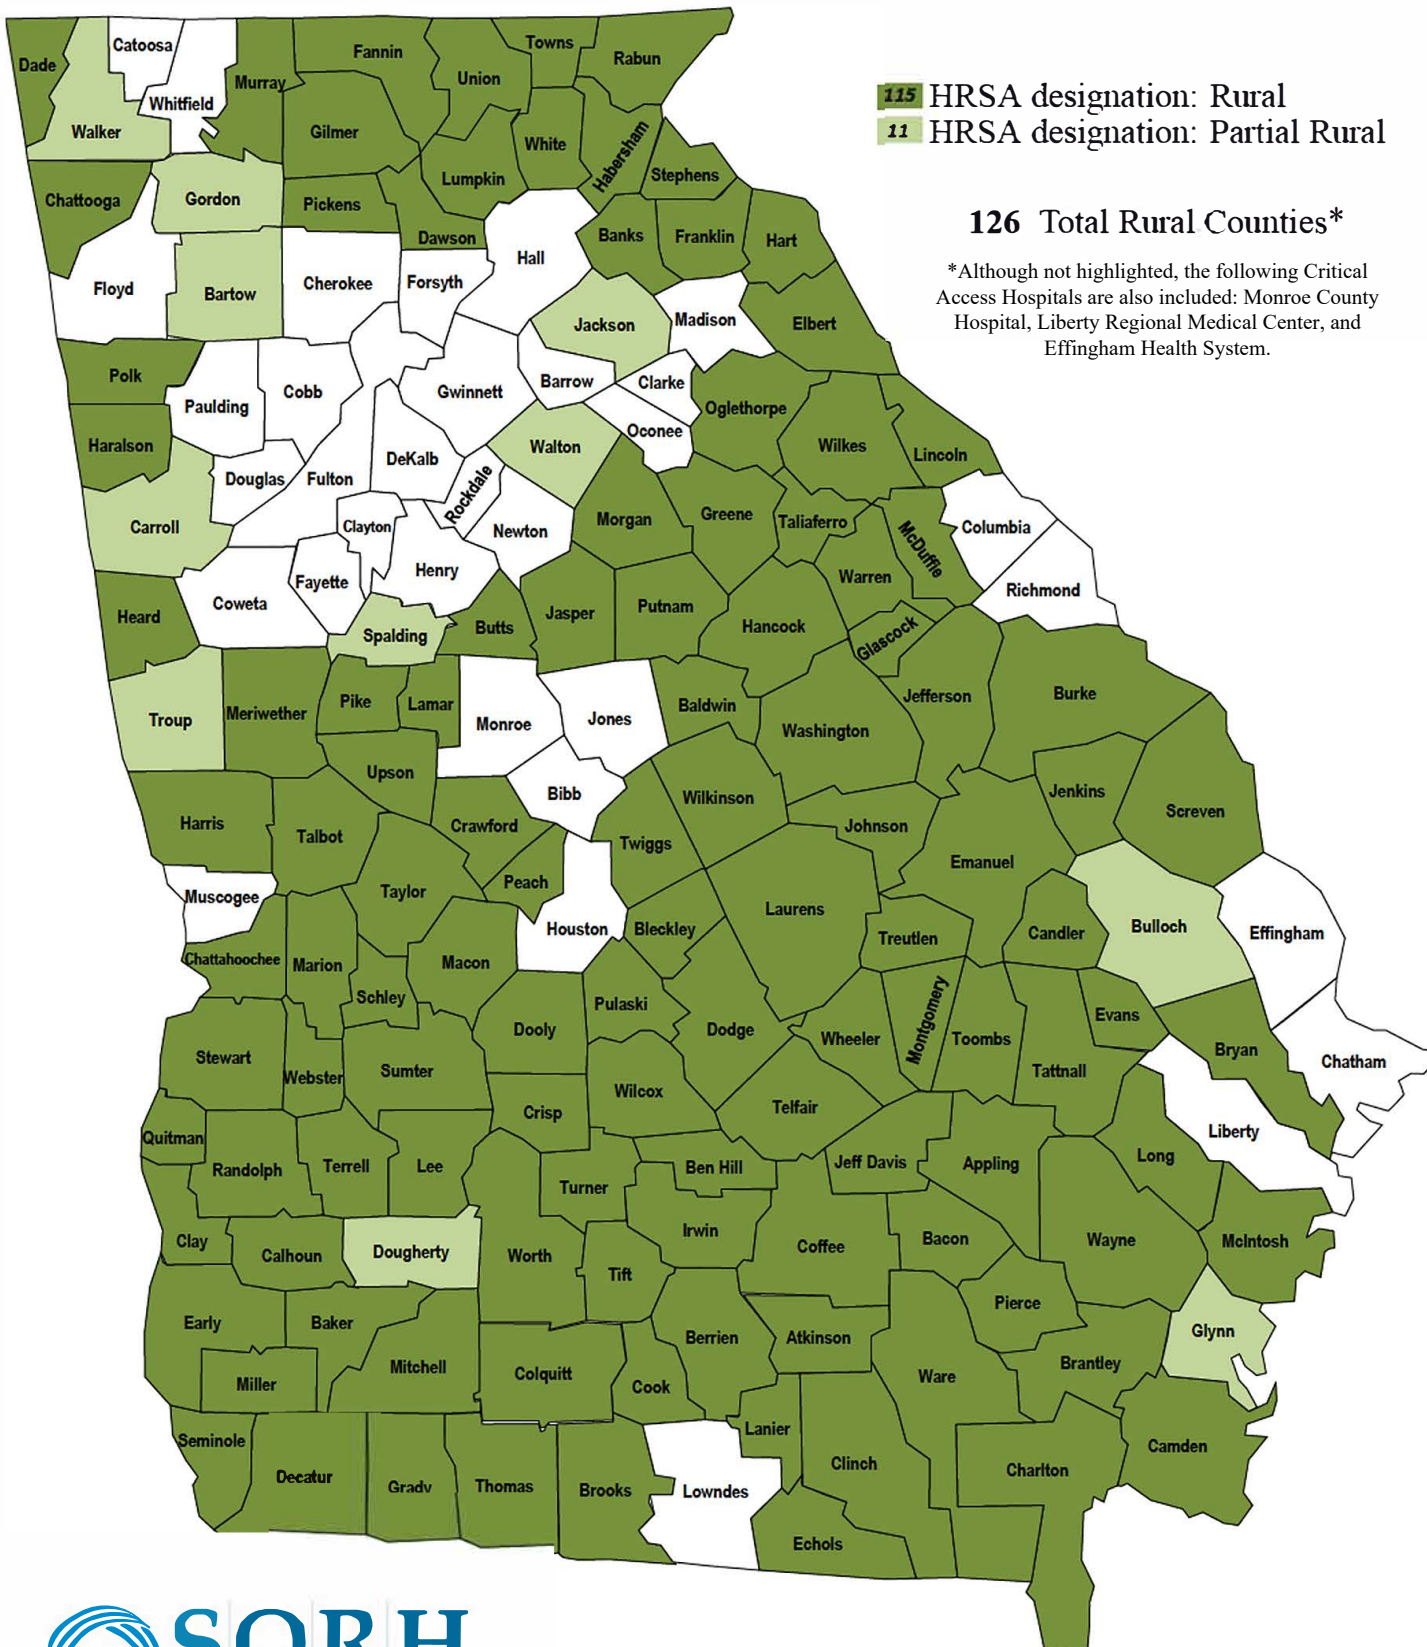 Dade
Catoosa
Whitfield
Walker
Murray
Fannin
Union
Towns
Rabun
115 HRSA designation: Rural
11 HRSA designation: Partial Rural
126 Total Rural Counties*
*Although not highlighted, the following Critical
Access Hospitals are also included: Monroe County
Hospital, Liberty Regional Medical Center, and
Effingham Health System.
Gilmer
White
Habersham
Stephens
Lumpkin
Chattooga
Gordon
Pickens
Dawson
Banks
Franklin
Hart
Hall
Floyd
Bartow
Cherokee
Forsyth
Jackson
Madison
Elbert
Polk
Paulding
Cobb
Gwinnett
Barrow
Clarke
Oglethorpe
Oconee
Wilkes
Lincoln
Haralson
Douglas
Fulton
DeKalb
Rockdale
Walton
Carroll
Clayton
Newton
Morgan
Greene
Taliaferro
McDuffie
Columbia
Heard
Coweta
Fayette
Henry
Spalding
Butts
Jasper
Putnam
Hancock
Warren
Glascock
Richmond
Troup
Meriwether
Pike
Lamar
Monroe
Jones
Baldwin
Washington
Jefferson
Burke
Upson
Bibb
Wilkinson
Jenkins
Screven
Harris
Talbot
Crawford
Twiggs
Johnson
Emanuel
Muscogee
Taylor
Peach
Houston
Bleckley
Laurens
Treutlen
Candler
Bulloch
Effingham
Chattahoochee
Marion
Schley
Macon
Dooly
Pulaski
Dodge
Wheeler
Montgomery
Toombs
Evans
Tattnall
Bryan
Chatham
Stewart
Webster
Sumter
Crisp
Wilcox
Telfair
Liberty
Quitman
Randolph
Terrell
Lee
Turner
Ben Hill
Jeff Davis
Appling
Long
Clay
Calhoun
Dougherty
Worth
Tift
Irwin
Coffee
Bacon
Wayne
McIntosh
Early
Baker
Mitchell
Colquitt
Berrien
Atkinson
Pierce
Glynn
Miller
Cook
Ware
Brantley
Seminole
Decatur
Grady
Thomas
Brooks
Lowndes
Lanier
Clinch
Charlton
Camden
Echols
SORH